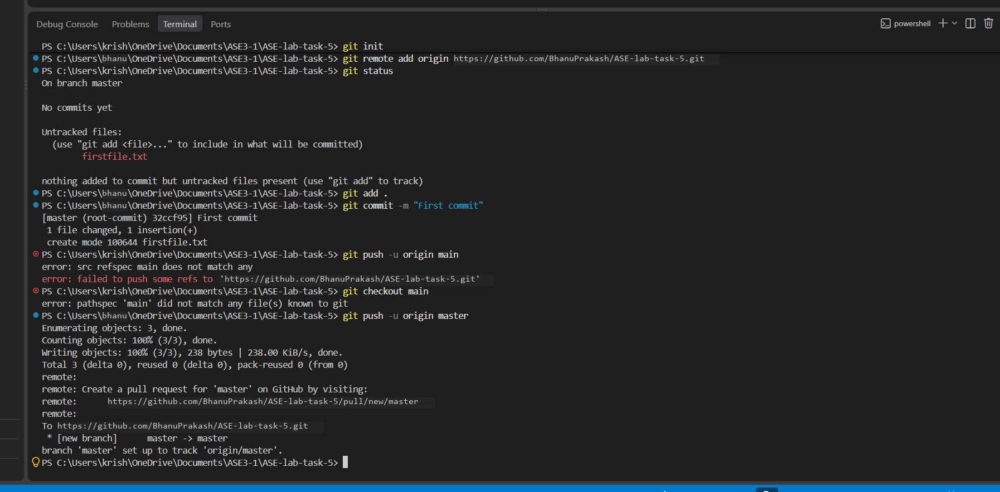 Debug Console Problems Terminal Ports powershell
PS C:\Users\krish\OneDrive\Documents\ASE3-1\ASE-lab-task-5> git init
PS C:\Users\bhanu\OneDrive\Documents\ASE3-1\ASE-lab-task-5> git remote add origin https://github.com/BhanuPrakash/ASE-lab-task-5.git
PS C:\Users\krish\OneDrive\Documents\ASE3-1\ASE-lab-task-5> git status
On branch master
No commits yet
Untracked files:
(use "git add <file>..." to include in what will be committed)
firstfile.txt
nothing added to commit but untracked files present (use "git add" to track)
PS C:\Users\bhanu\OneDrive\Documents\ASE3-1\ASE-lab-task-5> git add .
PS C:\Users\bhanu\OneDrive\Documents\ASE3-1\ASE-lab-task-5> git commit -m "First commit"
[master (root-commit) 32ccf95] First commit
1 file changed, 1 insertion(+)
create mode 100644 firstfile.txt
PS C:\Users\krish\OneDrive\Documents\ASE3-1\ASE-lab-task-5> git push -u origin main
error: src refspec main does not match any
error: failed to push some refs to 'https://github.com/BhanuPrakash/ASE-lab-task-5.git'
PS C:\Users\krish\OneDrive\Documents\ASE3-1\ASE-lab-task-5> git checkout main
error: pathspec 'main' did not match any file(s) known to git
PS C:\Users\bhanu\OneDrive\Documents\ASE3-1\ASE-lab-task-5> git push -u origin master
Enumerating objects: 3, done.
Counting objects: 100% (3/3), done.
Writing objects: 100% (3/3), 238 bytes | 238.00 KiB/s, done.
Total 3 (delta 0), reused 0 (delta 0), pack-reused 0 (from 0)
remote:
remote: Create a pull request for 'master' on GitHub by visiting:
remote: https://github.com/BhanuPrakash/ASE-lab-task-5/pull/new/master
remote:
To https://github.com/BhanuPrakash/ASE-lab-task-5.git
* [new branch] master -> master
branch 'master' set up to track 'origin/master'.
PS C:\Users\krish\OneDrive\Documents\ASE3-1\ASE-lab-task-5>